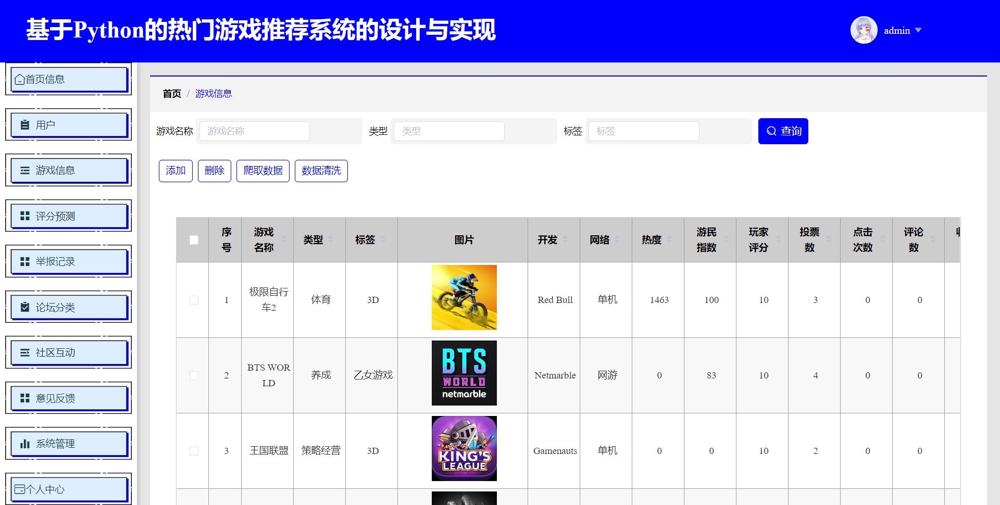 基于Python的热门游戏推荐系统的设计与实现
admin
首页信息
用户
游戏信息
评分预测
举报记录
论坛分类
社区互动
意见反馈
系统管理
个人中心
首页 / 游戏信息
游戏名称 游戏名称 类型 类型 标签 标签 查询
添加 删除 爬取数据 数据清洗
序号 游戏名称 类型 标签 图片 开发 网络 热度 游民指数 玩家评分 投票数 点击次数 评论数
1 极限自行车2 体育 3D Red Bull 单机 1463 100 10 3 0 0
12
2 BTS WORLD 养成 乙女游戏 Netmarble 网游 0 83 10 4 0 0
BTS
WORLD
netmarble
3 王国联盟 策略经营 3D Gamenauts 单机 0 0 10 2 0 0
KING'S
LEAGUE